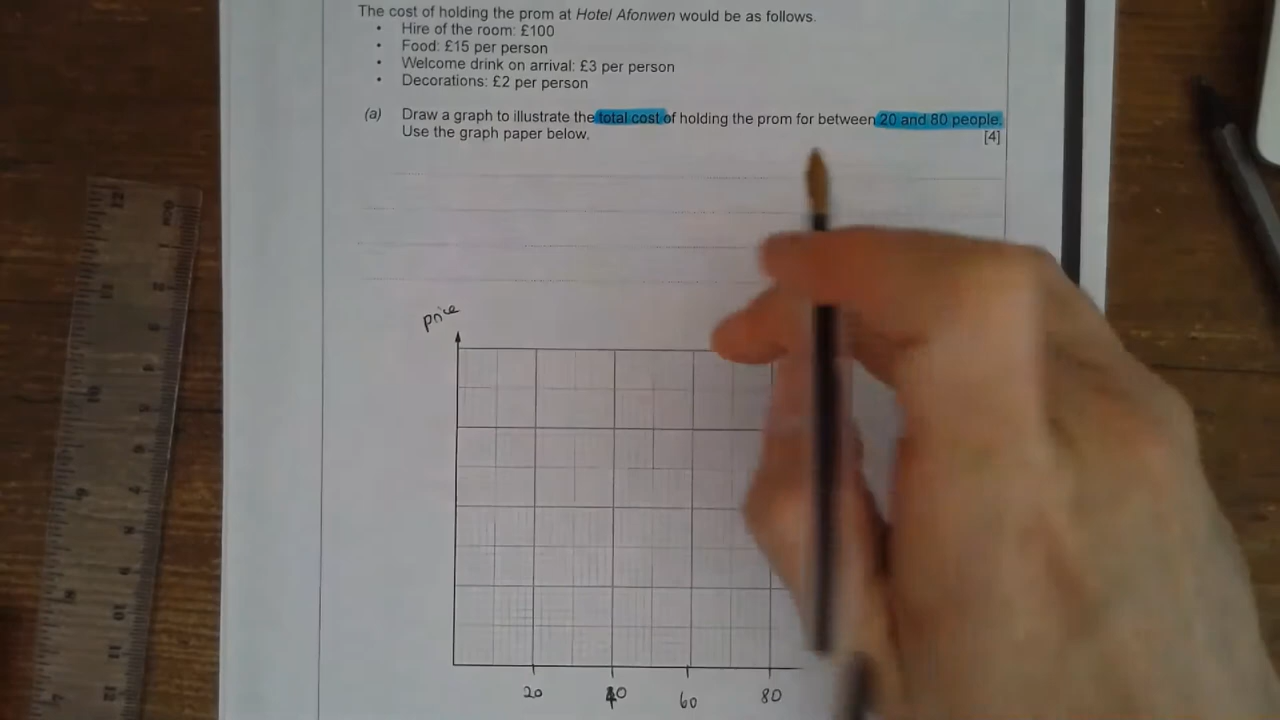 The cost of holding the prom at Hotel Afonwen would be as follows.
• Hire of the room: £100
• Food: £15 per person
• Welcome drink on arrival: £3 per person
• Decorations: £2 per person
(a) Draw a graph to illustrate the total cost of holding the prom for between 20 and 80 people.
Use the graph paper below.
[4]
price
20 40 60 80